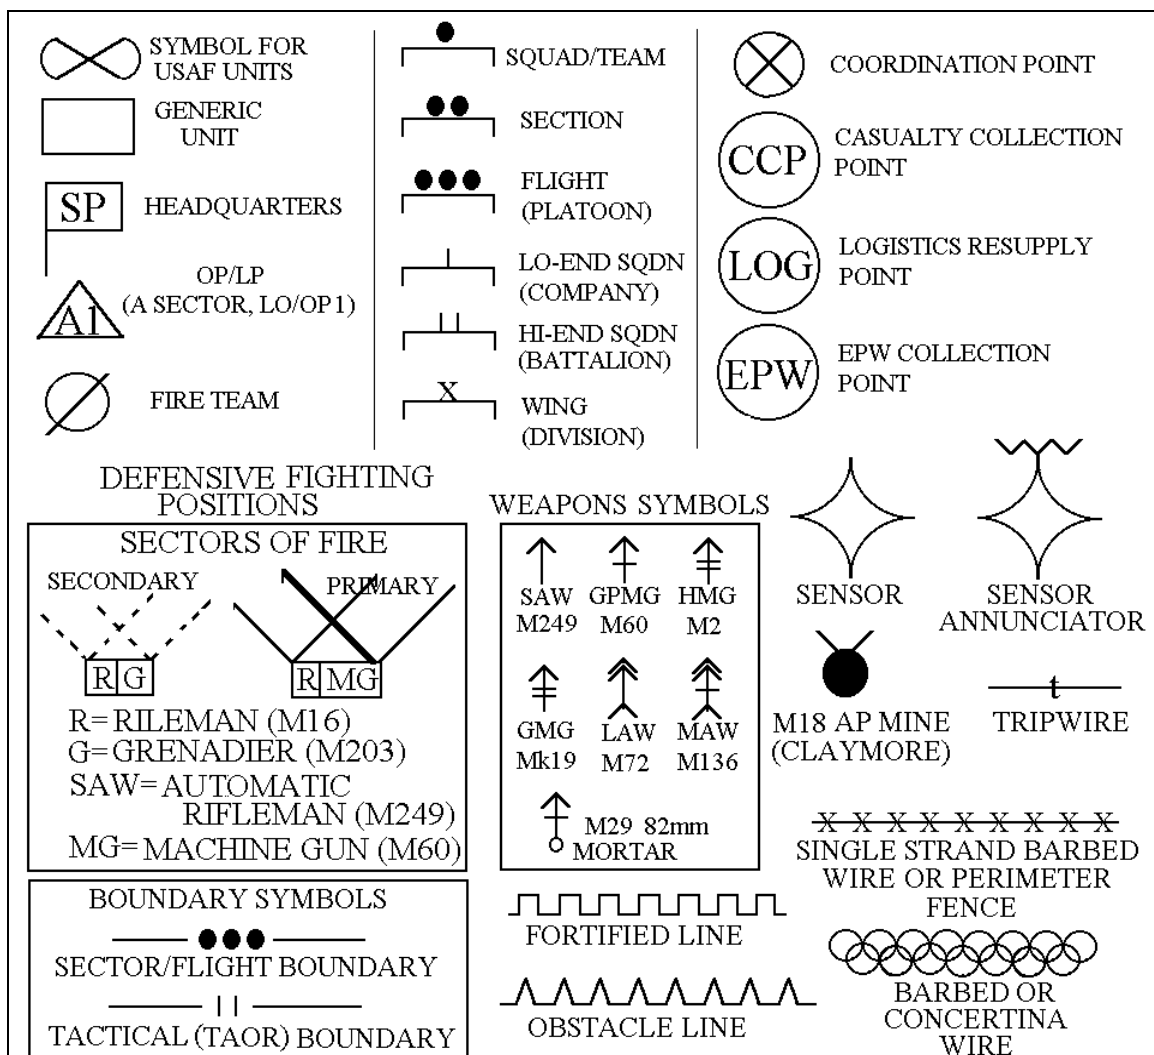 SYMBOL FOR
USAF UNITS
GENERIC
UNIT
SP
HEADQUARTERS
OP/LP
(A SECTOR, LO/OP1)
A1
FIRE TEAM
SQUAD/TEAM
SECTION
FLIGHT
(PLATOON)
LO-END SQDN
(COMPANY)
HI-END SQDN
(BATTALION)
X
WING
(DIVISION)
COORDINATION POINT
CCP
CASUALTY COLLECTION
POINT
LOG
LOGISTICS RESUPPLY
POINT
EPW
EPW COLLECTION
POINT
DEFENSIVE FIGHTING
POSITIONS
SECTORS OF FIRE
SECONDARY
PRIMARY
R G
R MG
R= RILEMAN (M16)
G= GRENADIER (M203)
SAW= AUTOMATIC
RIFLEMAN (M249)
MG= MACHINE GUN (M60)
BOUNDARY SYMBOLS
SECTOR/FLIGHT BOUNDARY
TACTICAL (TAOR) BOUNDARY
WEAPONS SYMBOLS
SAW GPMG HMG
M249 M60 M2
GMG LAW MAW
Mk19 M72 M136
M29 82mm
MORTAR
FORTIFIED LINE
OBSTACLE LINE
SENSOR
SENSOR
ANNUNCIATOR
M18 AP MINE
(CLAYMORE)
t
TRIPWIRE
X X X X X X X X X
SINGLE STRAND BARBED
WIRE OR PERIMETER
FENCE
BARBED OR
CONCERTINA
WIRE